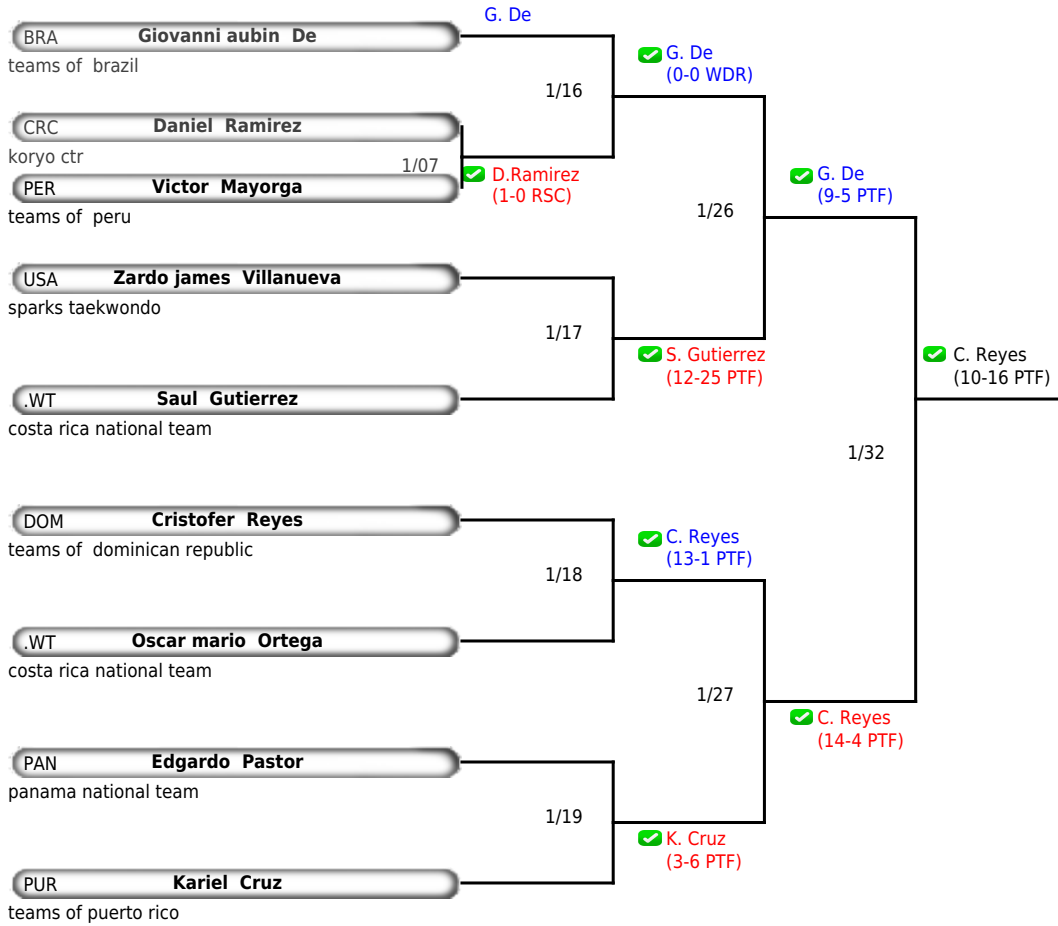 G. De
BRA Giovanni aubin De
teams of brazil
G. De
(0-0 WDR)
1/16
CRC Daniel Ramirez
koryo ctr
1/07
D.Ramirez
(1-0 RSC)
PER Victor Mayorga
teams of peru
G. De
(9-5 PTF)
1/26
USA Zardo james Villanueva
sparks taekwondo
1/17
S. Gutierrez
(12-25 PTF)
C. Reyes
(10-16 PTF)
.WT Saul Gutierrez
costa rica national team
1/32
DOM Cristofer Reyes
teams of dominican republic
C. Reyes
(13-1 PTF)
1/18
.WT Oscar mario Ortega
costa rica national team
1/27
C. Reyes
(14-4 PTF)
PAN Edgardo Pastor
panama national team
1/19
K. Cruz
(3-6 PTF)
PUR Kariel Cruz
teams of puerto rico